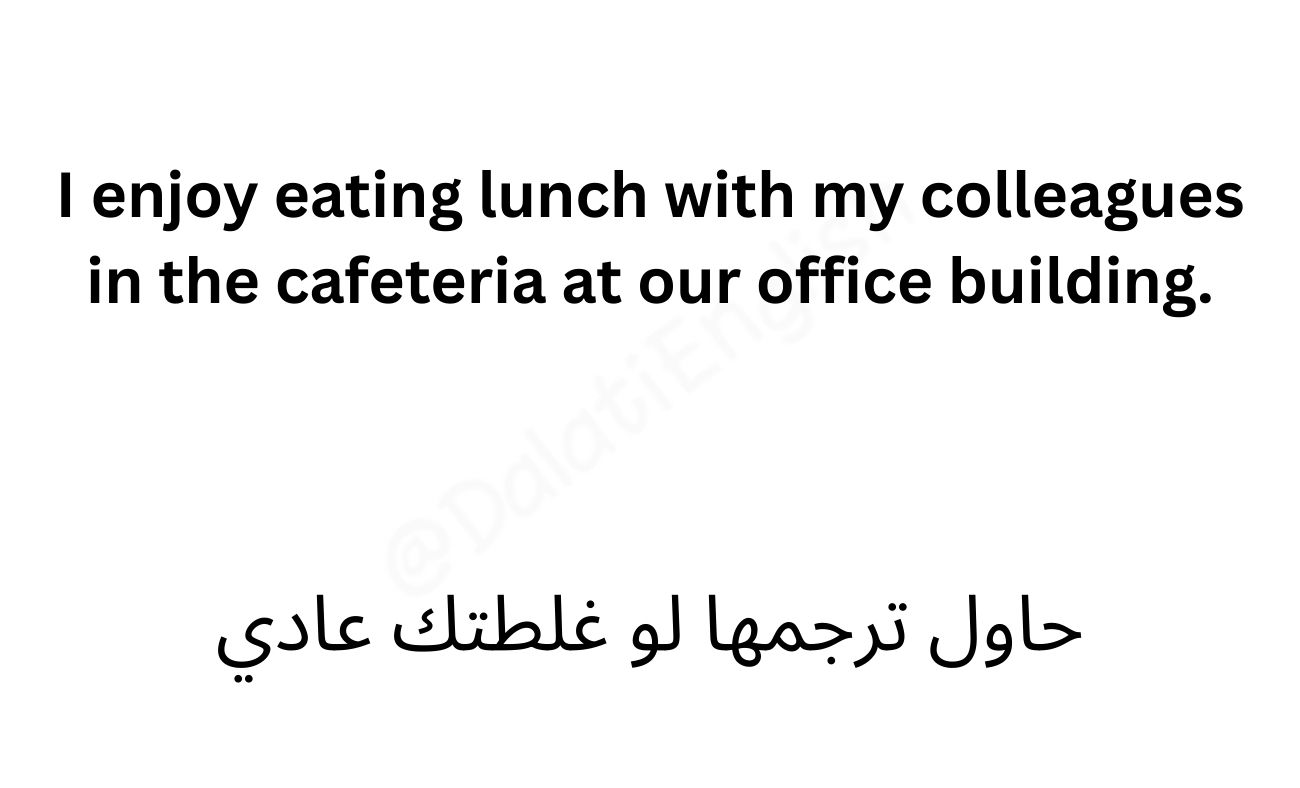 I enjoy eating lunch with my colleagues
in the cafeteria at our office building.
@DalatiEnglish
حاول ترجمها لو غلطتك عادي